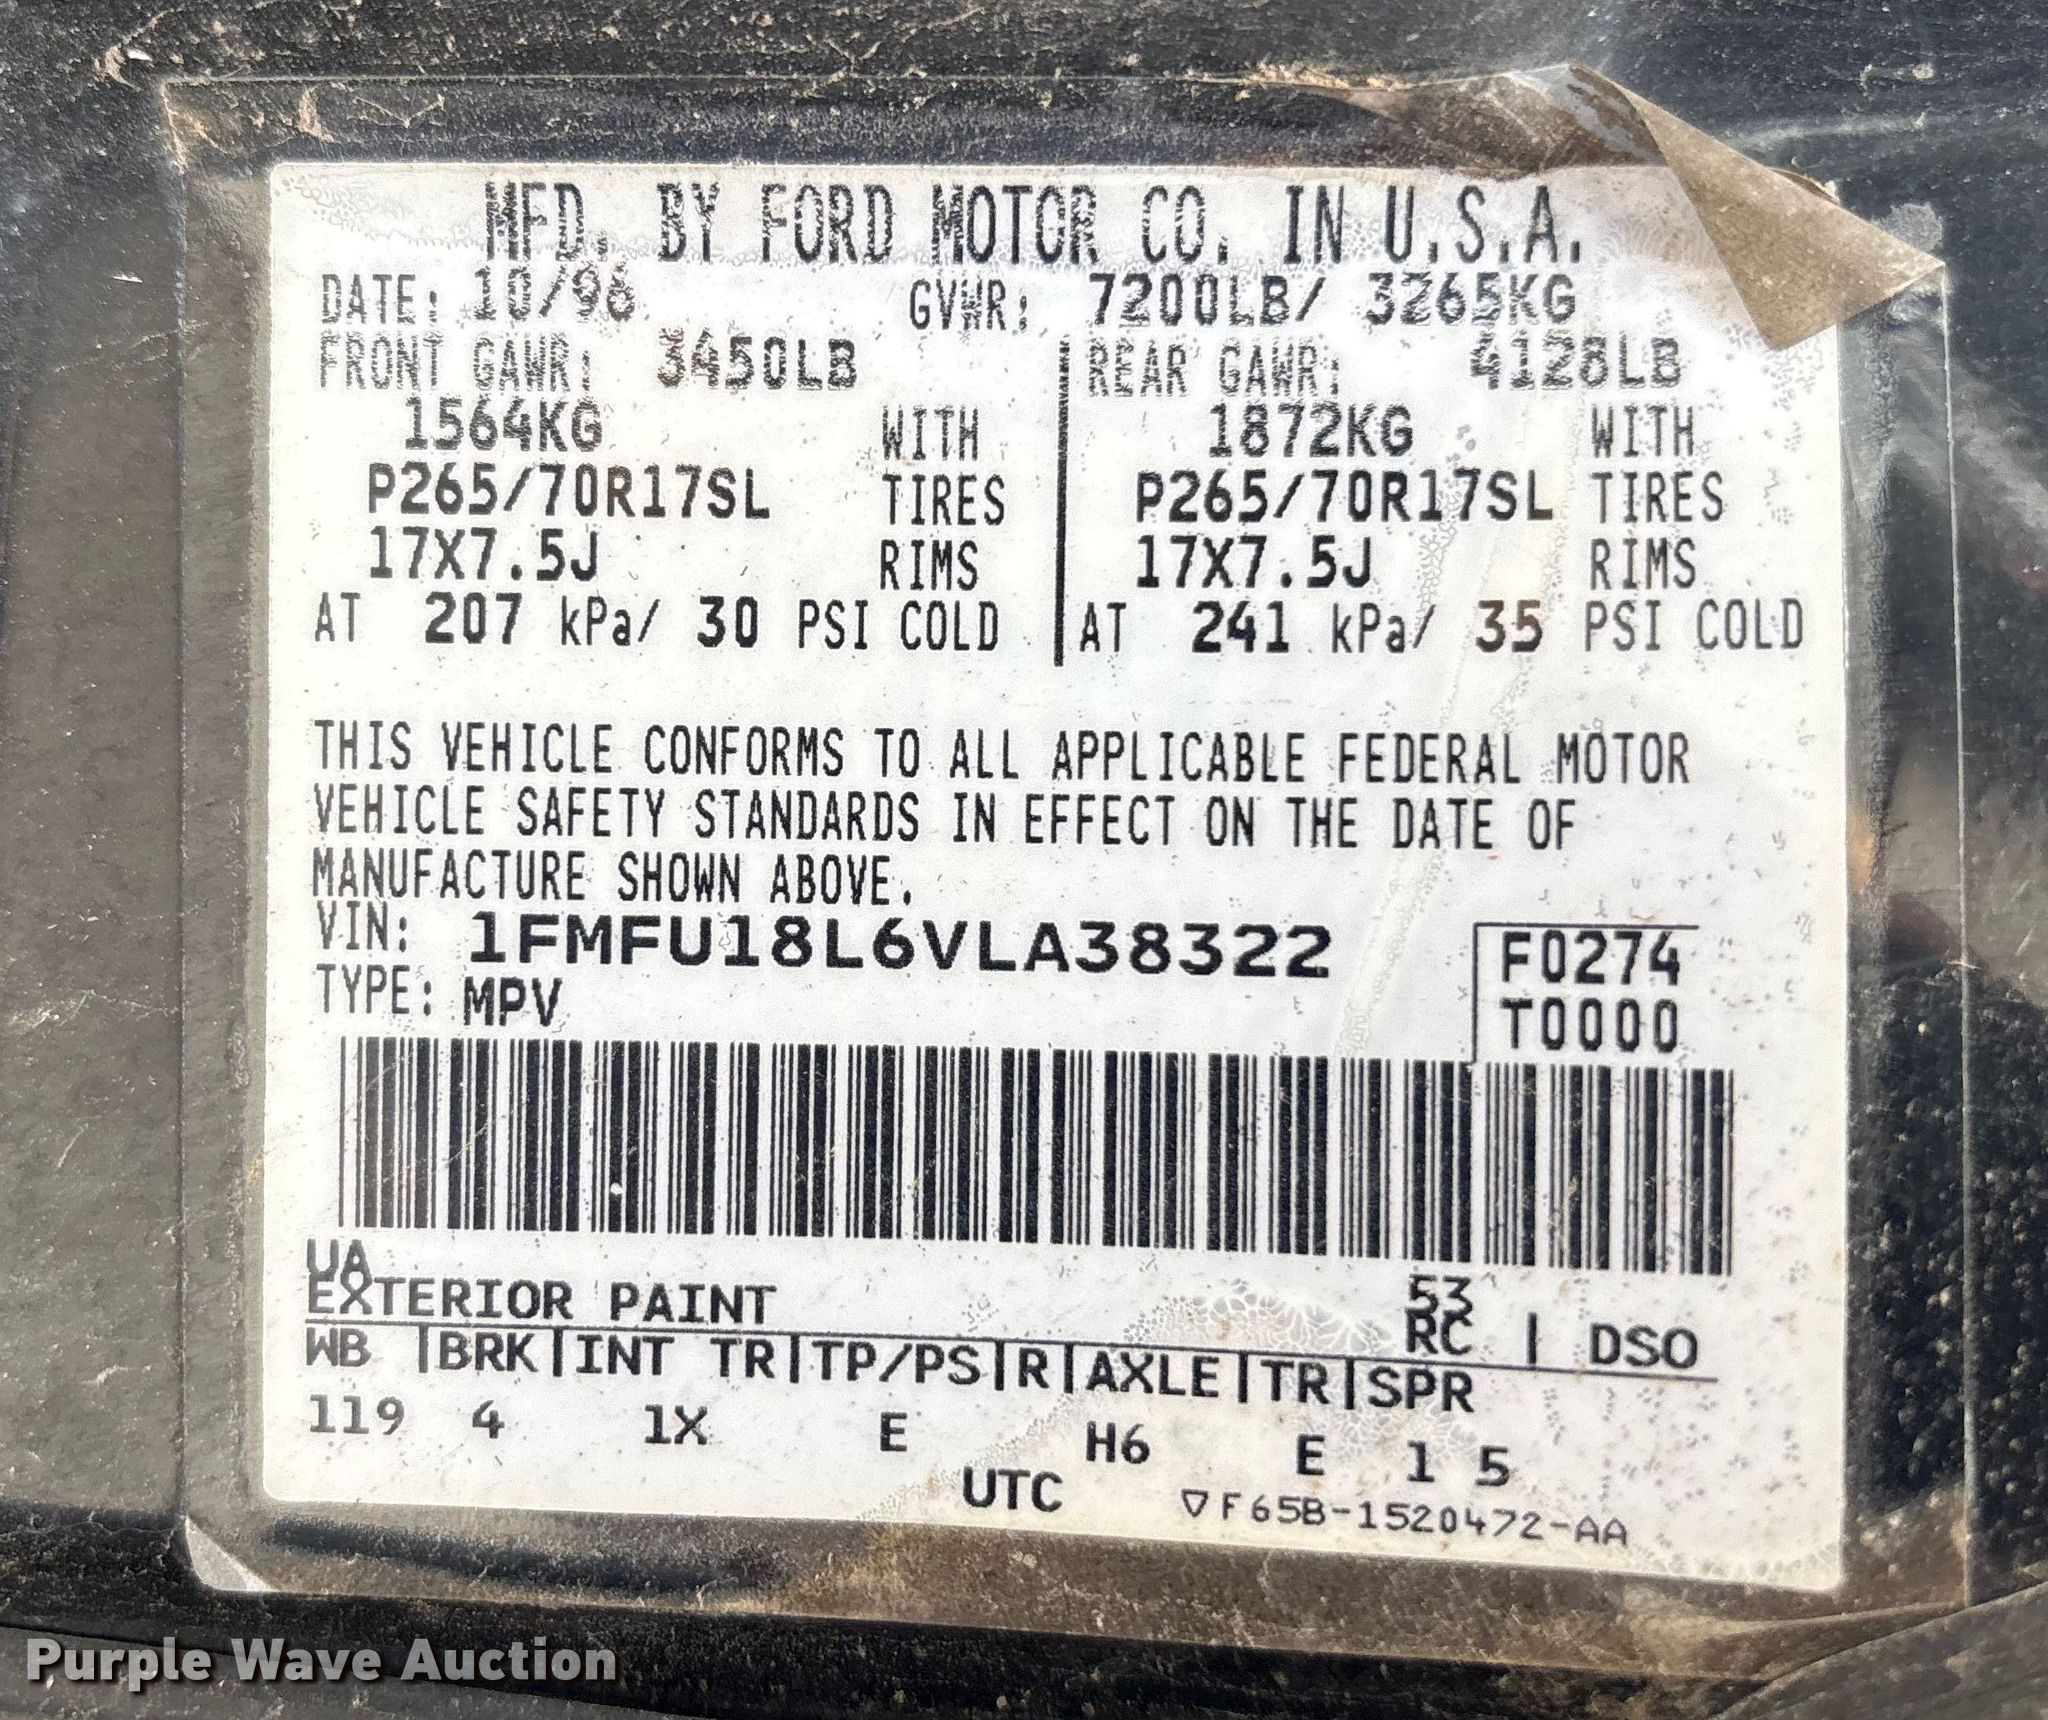 MFD. BY FORD MOTOR CO. IN U.S.A.
DATE: 10/96 GVWR: 7200LB/ 3265KG
FRONT GAWR: 3450LB REAR GAWR: 4128LB
1564KG WITH 1872KG WITH
P265/70R17SL TIRES P265/70R17SL TIRES
17X7.5J RIMS 17X7.5J RIMS
AT 207 kPa/ 30 PSI COLD AT 241 kPa/ 35 PSI COLD
THIS VEHICLE CONFORMS TO ALL APPLICABLE FEDERAL MOTOR
VEHICLE SAFETY STANDARDS IN EFFECT ON THE DATE OF
MANUFACTURE SHOWN ABOVE.
VIN: 1FMFU18L6VLA38322 F0274
TYPE: MPV T0000
UA 53
EXTERIOR PAINT RC | DSO
WB |BRK|INT TR|TP/PS|R|AXLE|TR|SPR
119 4 1X E H6 E 1 5
UTC ▽F65B-1520472-AA
Purple Wave Auction